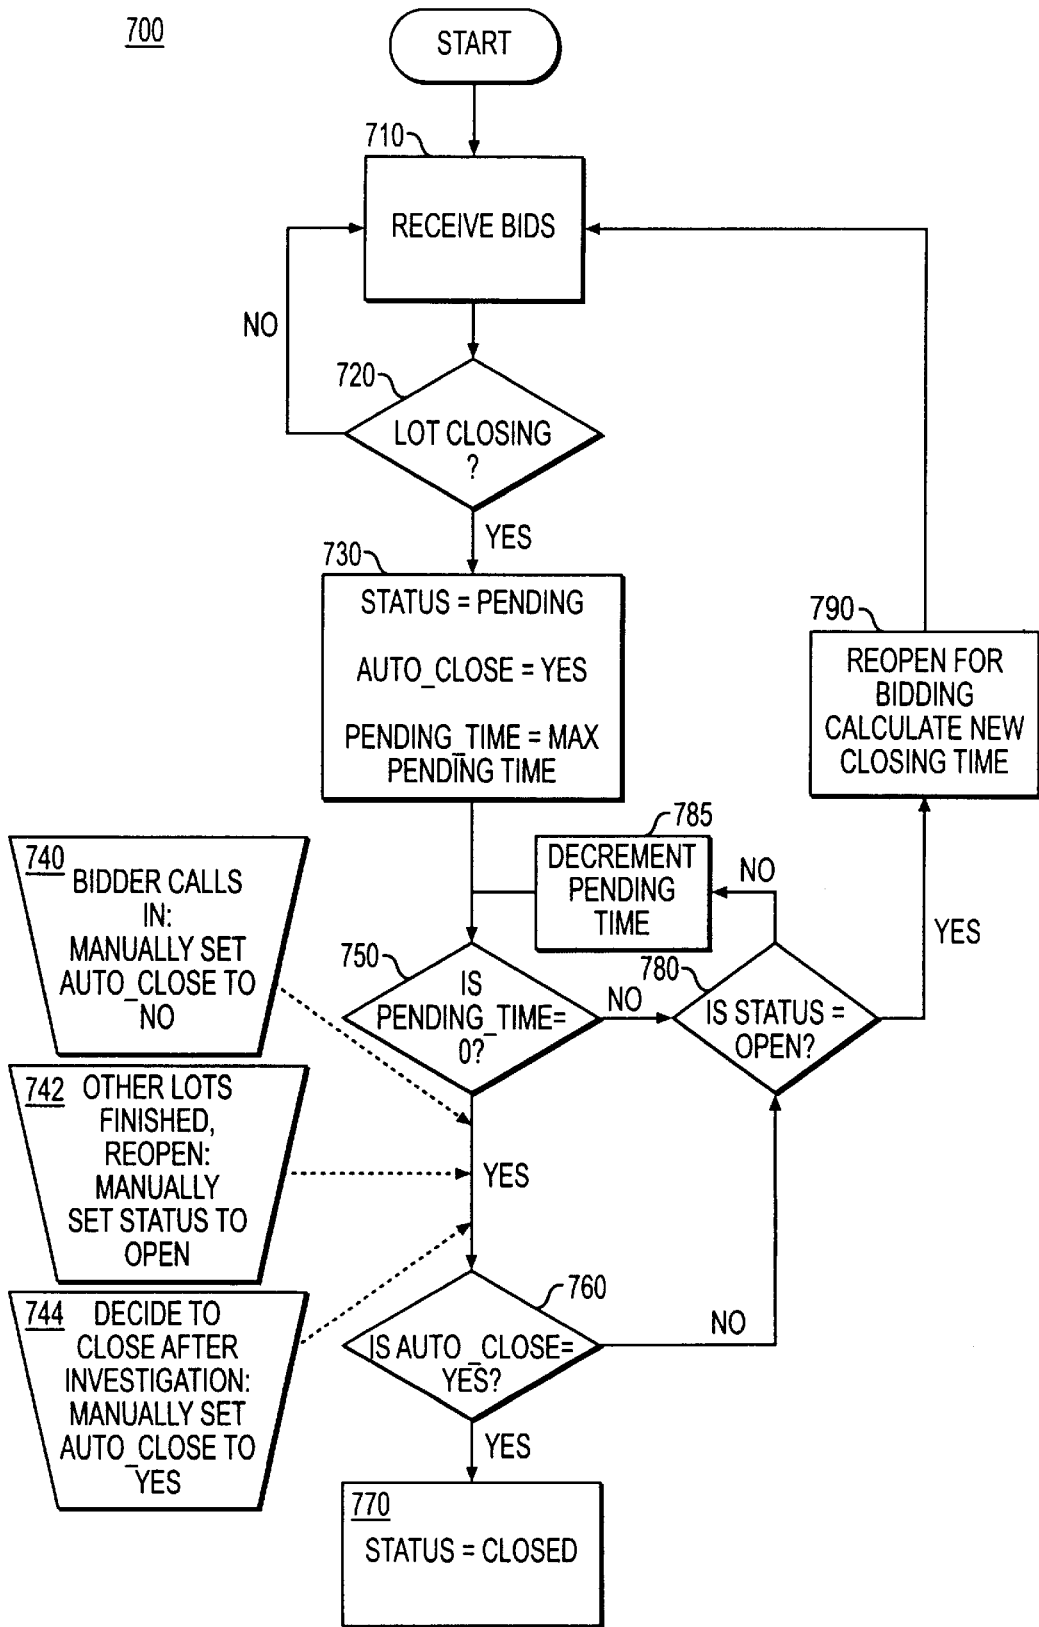 700
START
710
RECEIVE BIDS
NO
720
LOT CLOSING
?
YES
730
STATUS = PENDING
AUTO_CLOSE = YES
PENDING_TIME = MAX
PENDING TIME
790
REOPEN FOR
BIDDING
CALCULATE NEW
CLOSING TIME
785
DECREMENT
PENDING
TIME
NO
YES
740
BIDDER CALLS
IN:
MANUALLY SET
AUTO_CLOSE TO
NO
750
IS
PENDING_TIME=
0?
NO
780
IS STATUS =
OPEN?
742
OTHER LOTS
FINISHED,
REOPEN:
MANUALLY
SET STATUS TO
OPEN
YES
744
DECIDE TO
CLOSE AFTER
INVESTIGATION:
MANUALLY SET
AUTO_CLOSE TO
YES
760
IS AUTO_CLOSE=
YES?
NO
YES
770
STATUS = CLOSED